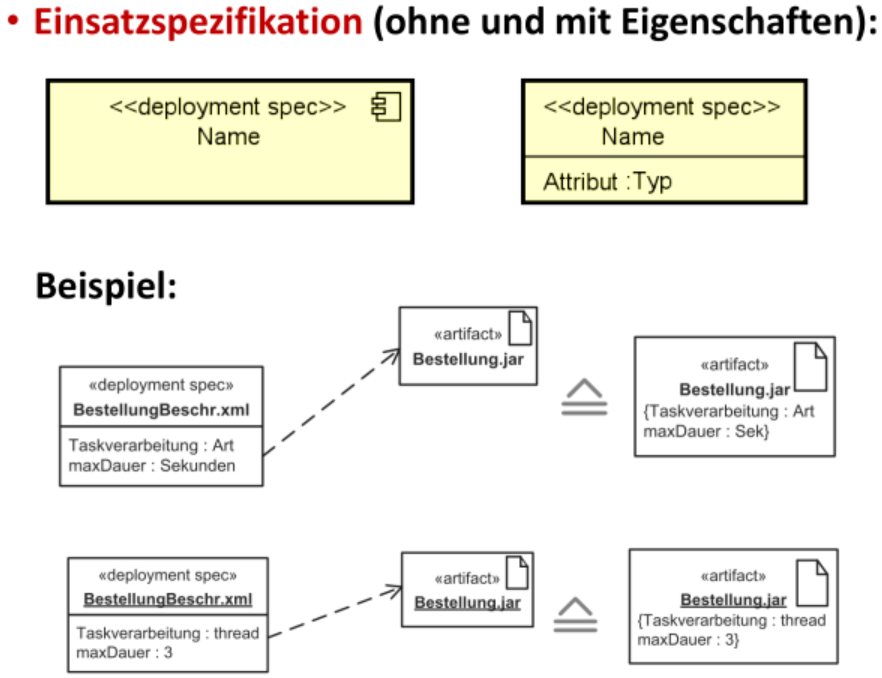 • Einsatzspezifikation (ohne und mit Eigenschaften):
<<deployment spec>>
Name
<<deployment spec>>
Name
Attribut :Typ
Beispiel:
«deployment spec»
BestellungBeschr.xml
Taskverarbeitung : Art
maxDauer : Sekunden
«artifact»
Bestellung.jar
«artifact»
Bestellung.jar
{Taskverarbeitung : Art
maxDauer : Sek}
«deployment spec»
BestellungBeschr.xml
Taskverarbeitung : thread
maxDauer : 3
«artifact»
Bestellung.jar
«artifact»
Bestellung.jar
{Taskverarbeitung : thread
maxDauer : 3}